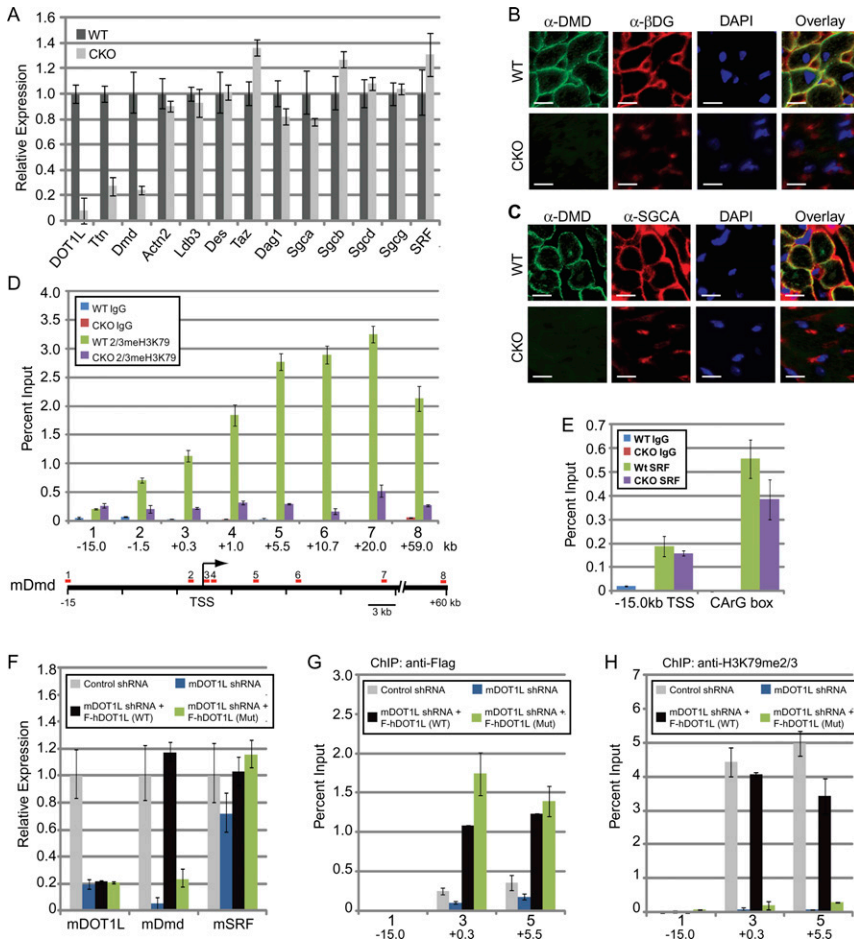 A
WT
CKO
Relative Expression
1.6
1.4
1.2
1.0
0.8
0.6
0.4
0.2
0
DOT1L
Ttn
Dmd
Actn2
Ldb3
Des
Taz
Dag1
Sgca
Sgcb
Sgcd
Sgcg
SRF
B
α-DMD α-βDG DAPI Overlay
WT
CKO
C
α-DMD α-SGCA DAPI Overlay
WT
CKO
D
WT IgG
CKO IgG
WT 2/3meH3K79
CKO 2/3meH3K79
Percent Input
4.0
3.5
3.0
2.5
2.0
1.5
1.0
0.5
0
1 2 3 4 5 6 7 8
-15.0 -1.5 +0.3 +1.0 +5.5 +10.7 +20.0 +59.0 kb
1 2 3 4 5 6 7 8
mDmd
-15 TSS 3 kb +60 kb
E
WT IgG
CKO IgG
Wt SRF
CKO SRF
Percent Input
0.7
0.6
0.5
0.4
0.3
0.2
0.1
0
-15.0kb TSS CArG box
F
Control shRNA mDOT1L shRNA
mDOT1L shRNA + F-hDOT1L (WT)
mDOT1L shRNA + F-hDOT1L (Mut)
Relative Expression
1.8
1.6
1.4
1.2
1.0
0.8
0.6
0.4
0.2
0
mDOT1L mDmd mSRF
G ChIP: anti-Flag
Control shRNA mDOT1L shRNA
mDOT1L shRNA + F-hDOT1L (WT)
mDOT1L shRNA + F-hDOT1L (Mut)
Percent Input
3.0
2.5
2.0
1.5
1.0
0.5
0
1 3 5
-15.0 +0.3 +5.5
H ChIP: anti-H3K79me2/3
Control shRNA mDOT1L shRNA
mDOT1L shRNA + F-hDOT1L (WT)
mDOT1L shRNA + F-hDOT1L (Mut)
Percent Input
7
6
5
4
3
2
1
0
1 3 5
-15.0 +0.3 +5.5